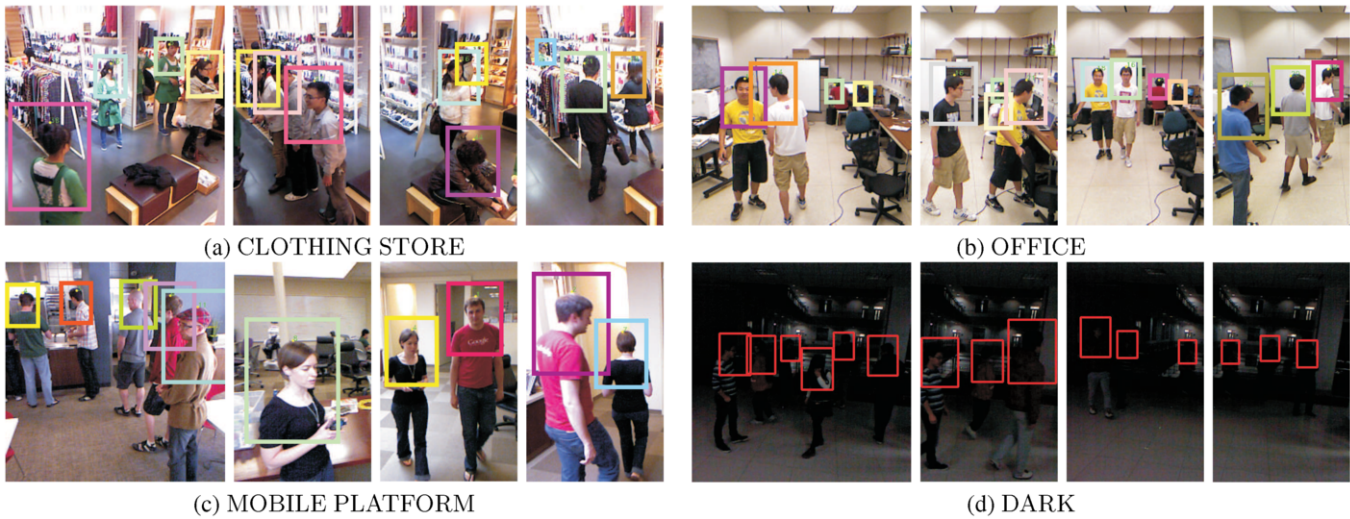 (a) CLOTHING STORE
(b) OFFICE
Google
(c) MOBILE PLATFORM
(d) DARK